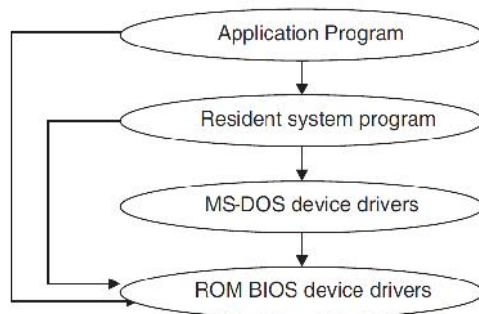 Application Program
Resident system program
MS-DOS device drivers
ROM BIOS device drivers